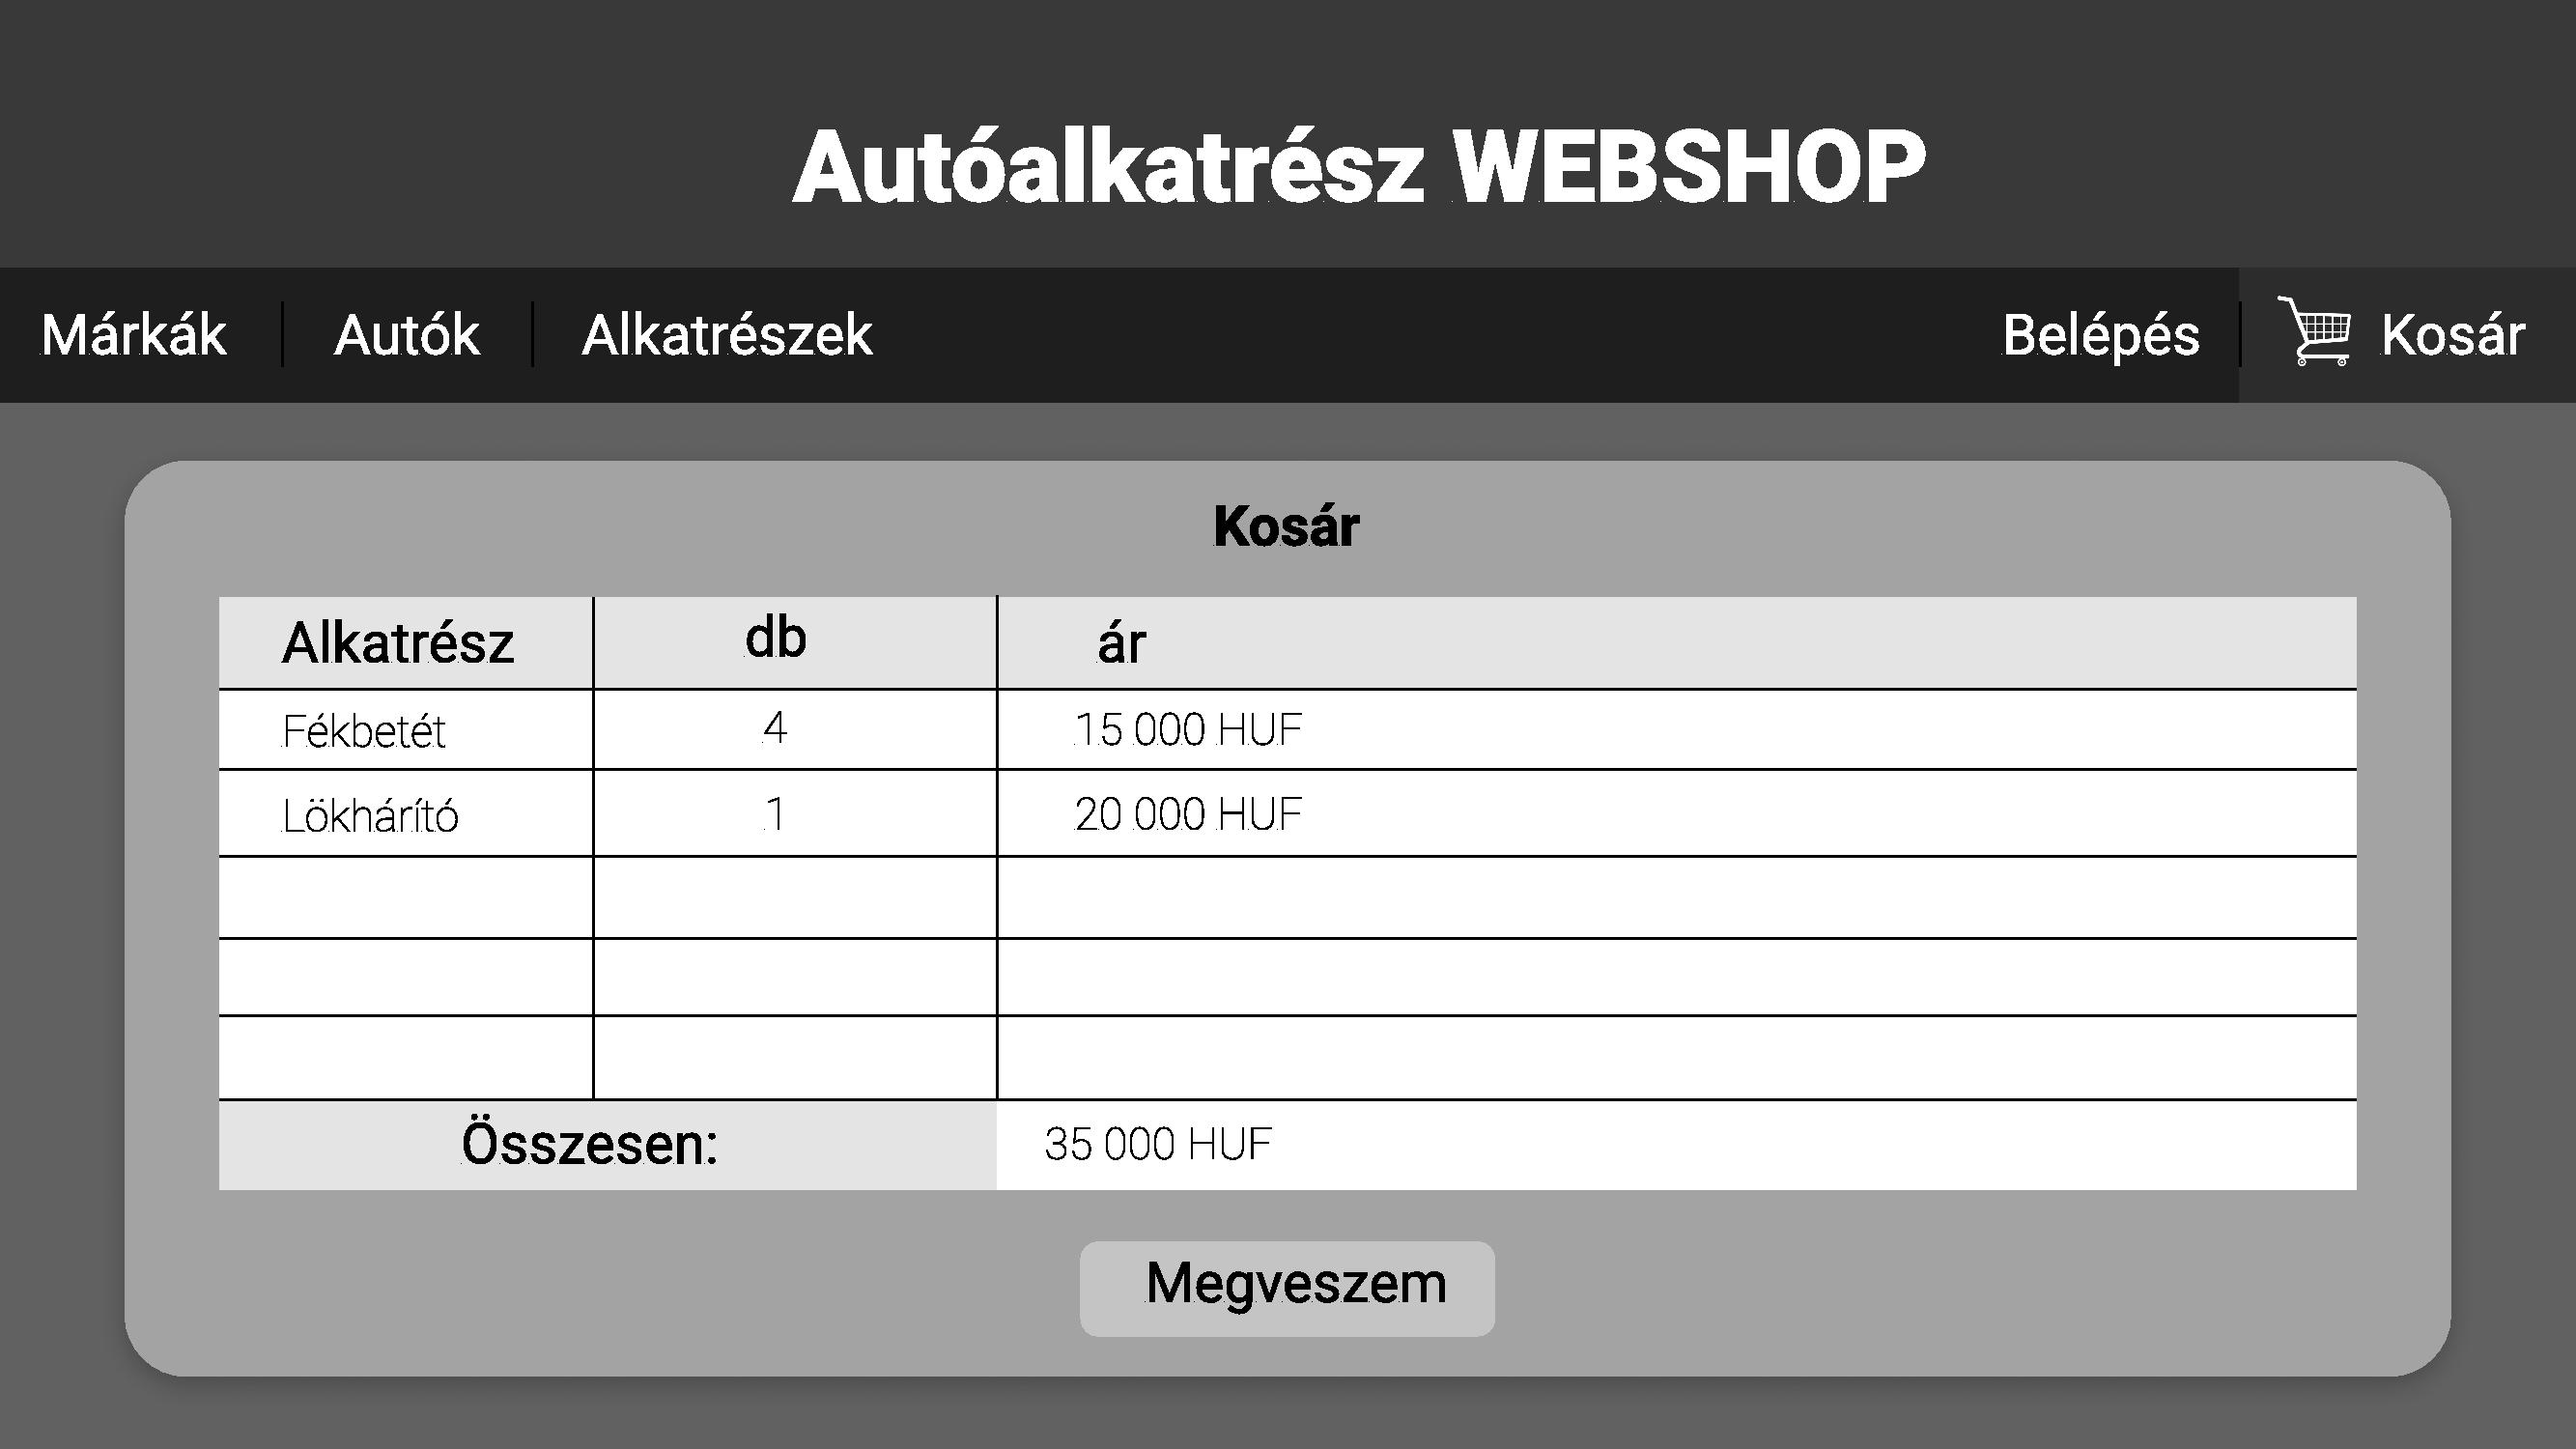 Autóalkatrész WEBSHOP
Márkák Autók Alkatrészek Belépés Kosár
Kosár
Alkatrész db ár
Fékbetét 4 15 000 HUF
Lökhárító 1 20 000 HUF
Összesen: 35 000 HUF
Megveszem